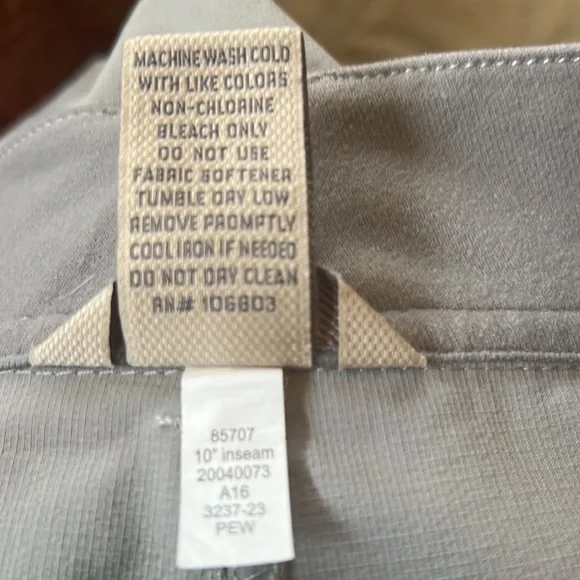 MACHINE WASH COLD
WITH LIKE COLORS
NON-CHLORINE
BLEACH ONLY
DO NOT USE
FABRIC SOFTENER
TUMBLE DRY LOW
REMOVE PROMPTLY
COOL IRON IF NEEDED
DO NOT DRY CLEAN
RN# 106803
85707
10" inseam
20040073
A16
3237-23
PEW